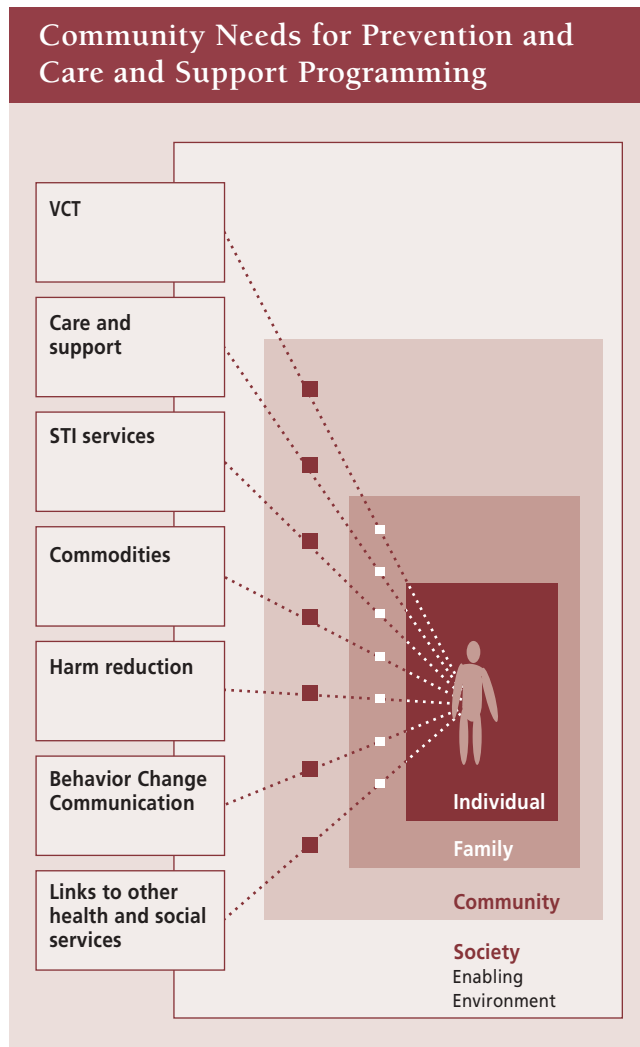 Community Needs for Prevention and
Care and Support Programming
VCT
Care and
support
STI services
Commodities
Harm reduction
Behavior Change
Communication
Links to other
health and social
services
Individual
Family
Community
Society
Enabling
Environment